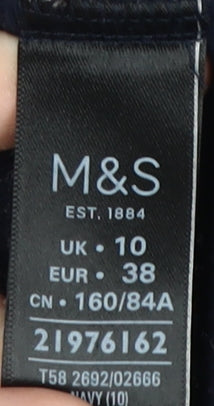 M&S
EST. 1884
UK • 10
EUR • 38
CN • 160/84A
21976162
T58 2692/02666
NAVY (10)